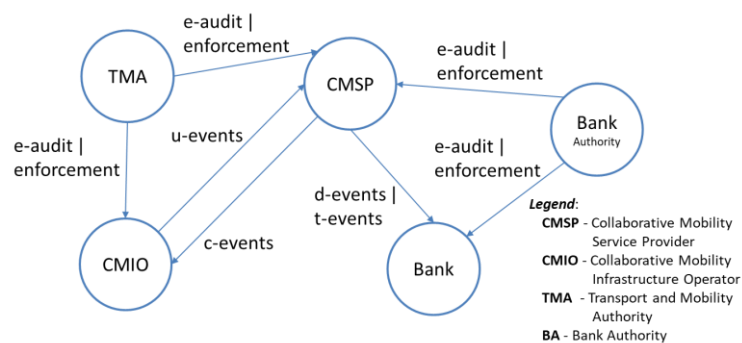 e-audit |
enforcement
TMA
CMSP
e-audit |
enforcement
Bank
Authority
e-audit |
enforcement
u-events
e-audit |
enforcement
d-events |
t-events
c-events
CMIO
Bank
Legend:
CMSP - Collaborative Mobility
Service Provider
CMIO - Collaborative Mobility
Infrastructure Operator
TMA - Transport and Mobility
Authority
BA - Bank Authority